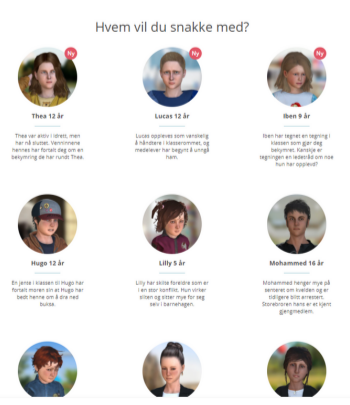 Hvem vil du snakke med?
Ny
Ny
Ny
Thea 12 år
Lucas 12 år
Iben 9 år
Thea var aktiv i idrett, men
har nå sluttet. Venninnene
hennes har fortalt deg om en
bekymring de har rundt Thea.
Lucas oppleves som vanskelig
å håndtere i klasserommet, og
medelever har begynt å unngå
ham.
Iben har tegnet en tegning i
klassen som gjør deg
bekymret. Kanskje er
tegningen en ledetråd om noe
hun har opplevd?
Hugo 12 år
Lilly 5 år
Mohammed 16 år
En jente i klassen til Hugo har
fortalt moren sin at Hugo har
bedt henne om å dra ned
buksa.
Lilly har skilte foreldre som er
i en stor konflikt. Hun virker
sliten og sitter mye for seg
selv i barnehagen.
Mohammed henger mye på
senteret om kvelden og er
tidligere blitt arrestert.
Storebroren hans er et kjent
gjengmedlem.